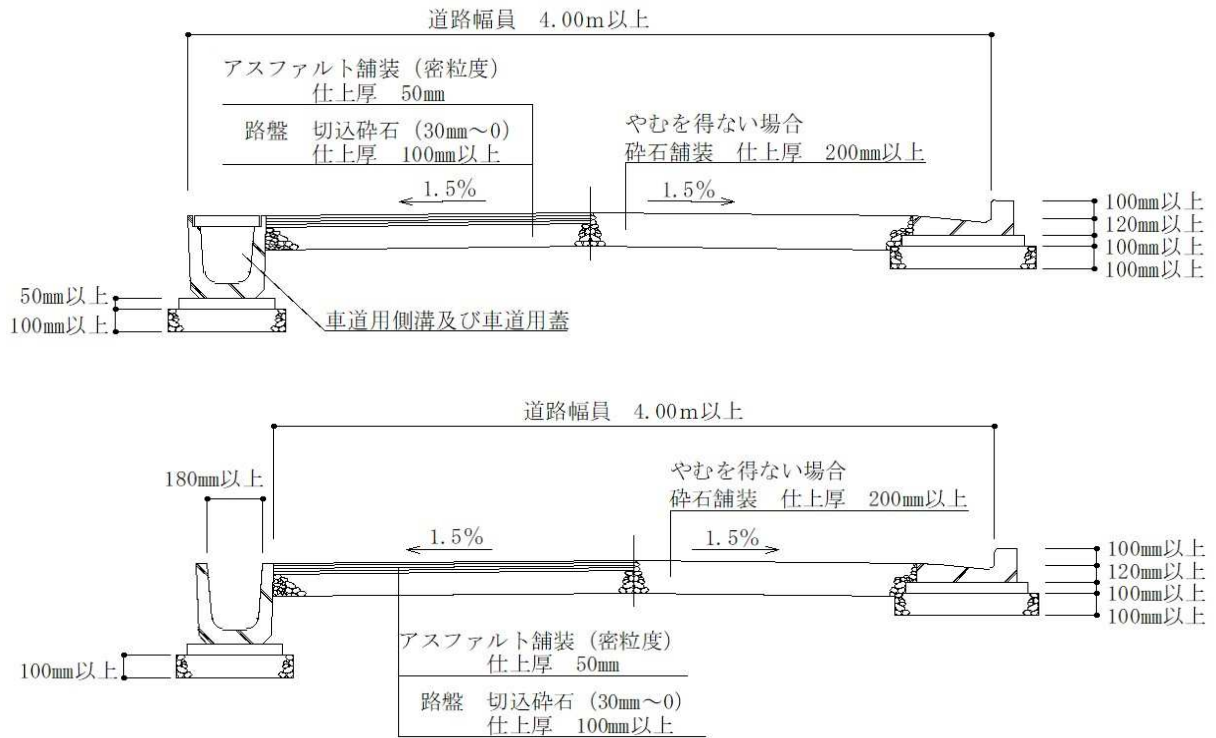 道路幅員 4.00m以上
アスファルト舗装（密粒度）
仕上厚 50mm
路盤 切込砕石（30mm～0）
仕上厚 100mm以上
やむを得ない場合
砕石舗装 仕上厚 200mm以上
1.5%
1.5%
100mm以上
120mm以上
100mm以上
100mm以上
50mm以上
100mm以上
車道用側溝及び車道用蓋
道路幅員 4.00m以上
180mm以上
やむを得ない場合
砕石舗装 仕上厚 200mm以上
1.5%
1.5%
100mm以上
120mm以上
100mm以上
100mm以上
アスファルト舗装（密粒度）
仕上厚 50mm
100mm以上
路盤 切込砕石（30mm～0）
仕上厚 100mm以上